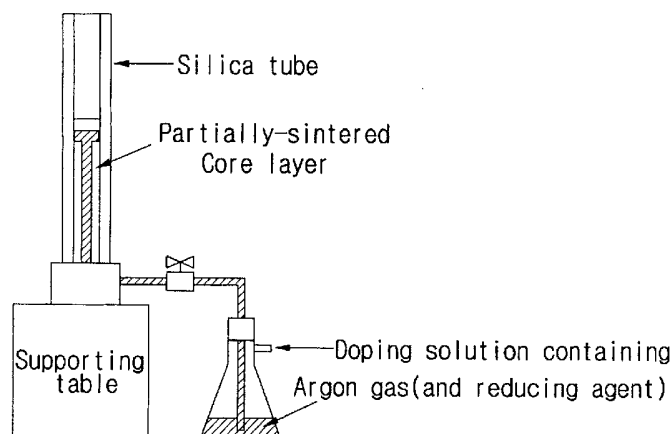 Silica tube
Partially-sintered
Core layer
Doping solution containing
Argon gas(and reducing agent)
Supporting
table